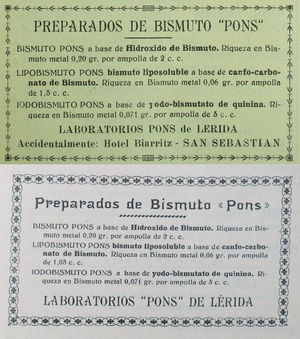 PREPARADOS DE BISMUTO "PONS"
BISMUTO PONS a base de Hidroxido de Bismuto. Riqueza en Bis-
muto metal 0,20 gr. por ampolla de 2 c. c.
LIPOBISMUTO PONS bismuto liposoluble a base de canfo-carbo-
nato de Bismuto. Riqueza en Bismuto metal 0,06 gr. por ampolla
de 1,5 c. c.
IODOBISMUTO PONS a base de yodo-bismutato de quinina. Ri-
queza en Bismuto metal 0,071 gr. por ampolla de 3 c. c.
LABORATORIOS PONS de LERIDA
Accidentalmente: Hotel Biarritz - SAN SEBASTIAN
Preparados de Bismuto «Pons»
BISMUTO PONS a base de Hidroxido de Bismuto. Riqueza en Bis-
muto metal 0,20 gr. por ampolla de 2 c. c.
LIPOBISMUTO PONS bismuto liposoluble a base de canfo-carbo-
nato de Bismuto. Riqueza en Bismuto metal 0,06 gr. por ampolla
de 1,05 c. c.
IODOBISMUTO PONS a base de yodo-bismutato de quinina. Ri-
queza en Bismuto metal 0,071 gr. por ampolla de 3 c. c.
LABORATORIOS "PONS" DE LÉRIDA